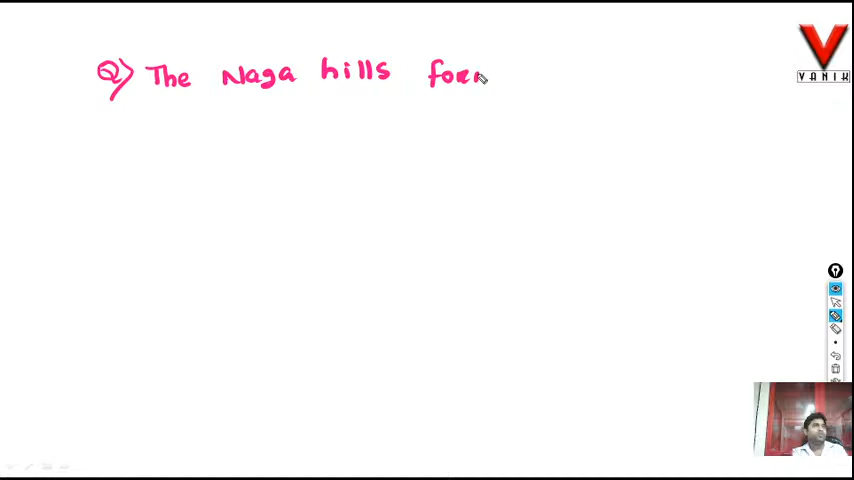 Q) The Naga hills for
VANIK